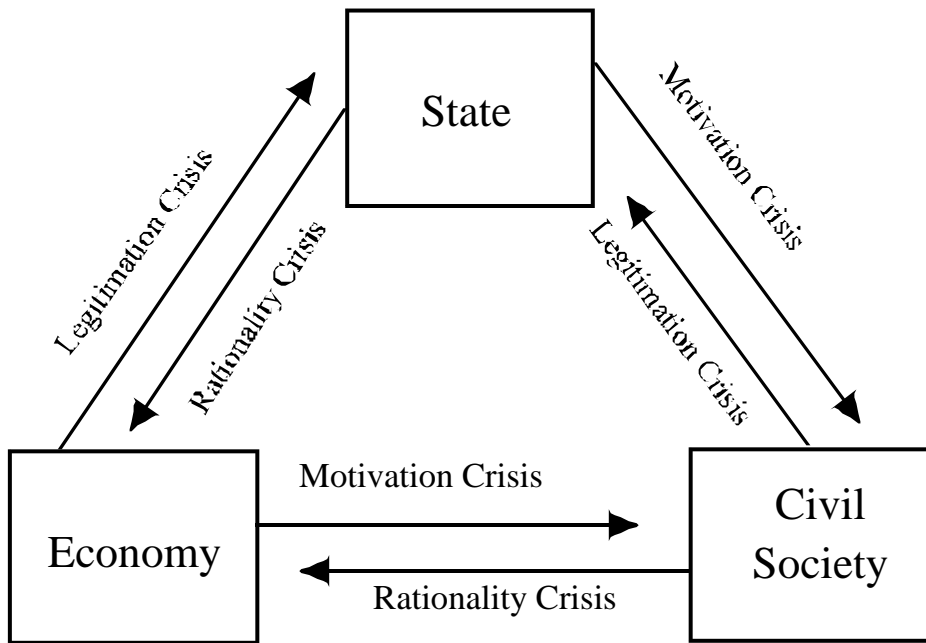 State
Motivation Crisis
Legitimation Crisis
Rationality Crisis
Legitimation Crisis
Motivation Crisis
Economy
Civil
Society
Rationality Crisis